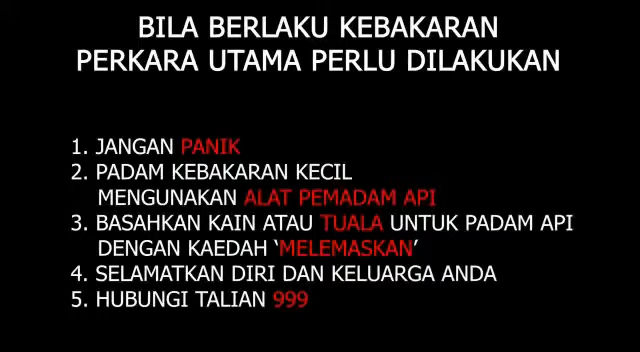 BILA BERLAKU KEBAKARAN
PERKARA UTAMA PERLU DILAKUKAN
1. JANGAN PANIK
2. PADAM KEBAKARAN KECIL
MENGUNAKAN ALAT PEMADAM API
3. BASAHKAN KAIN ATAU TUALA UNTUK PADAM API
DENGAN KAEDAH ‘MELEMASKAN’
4. SELAMATKAN DIRI DAN KELUARGA ANDA
5. HUBUNGI TALIAN 999